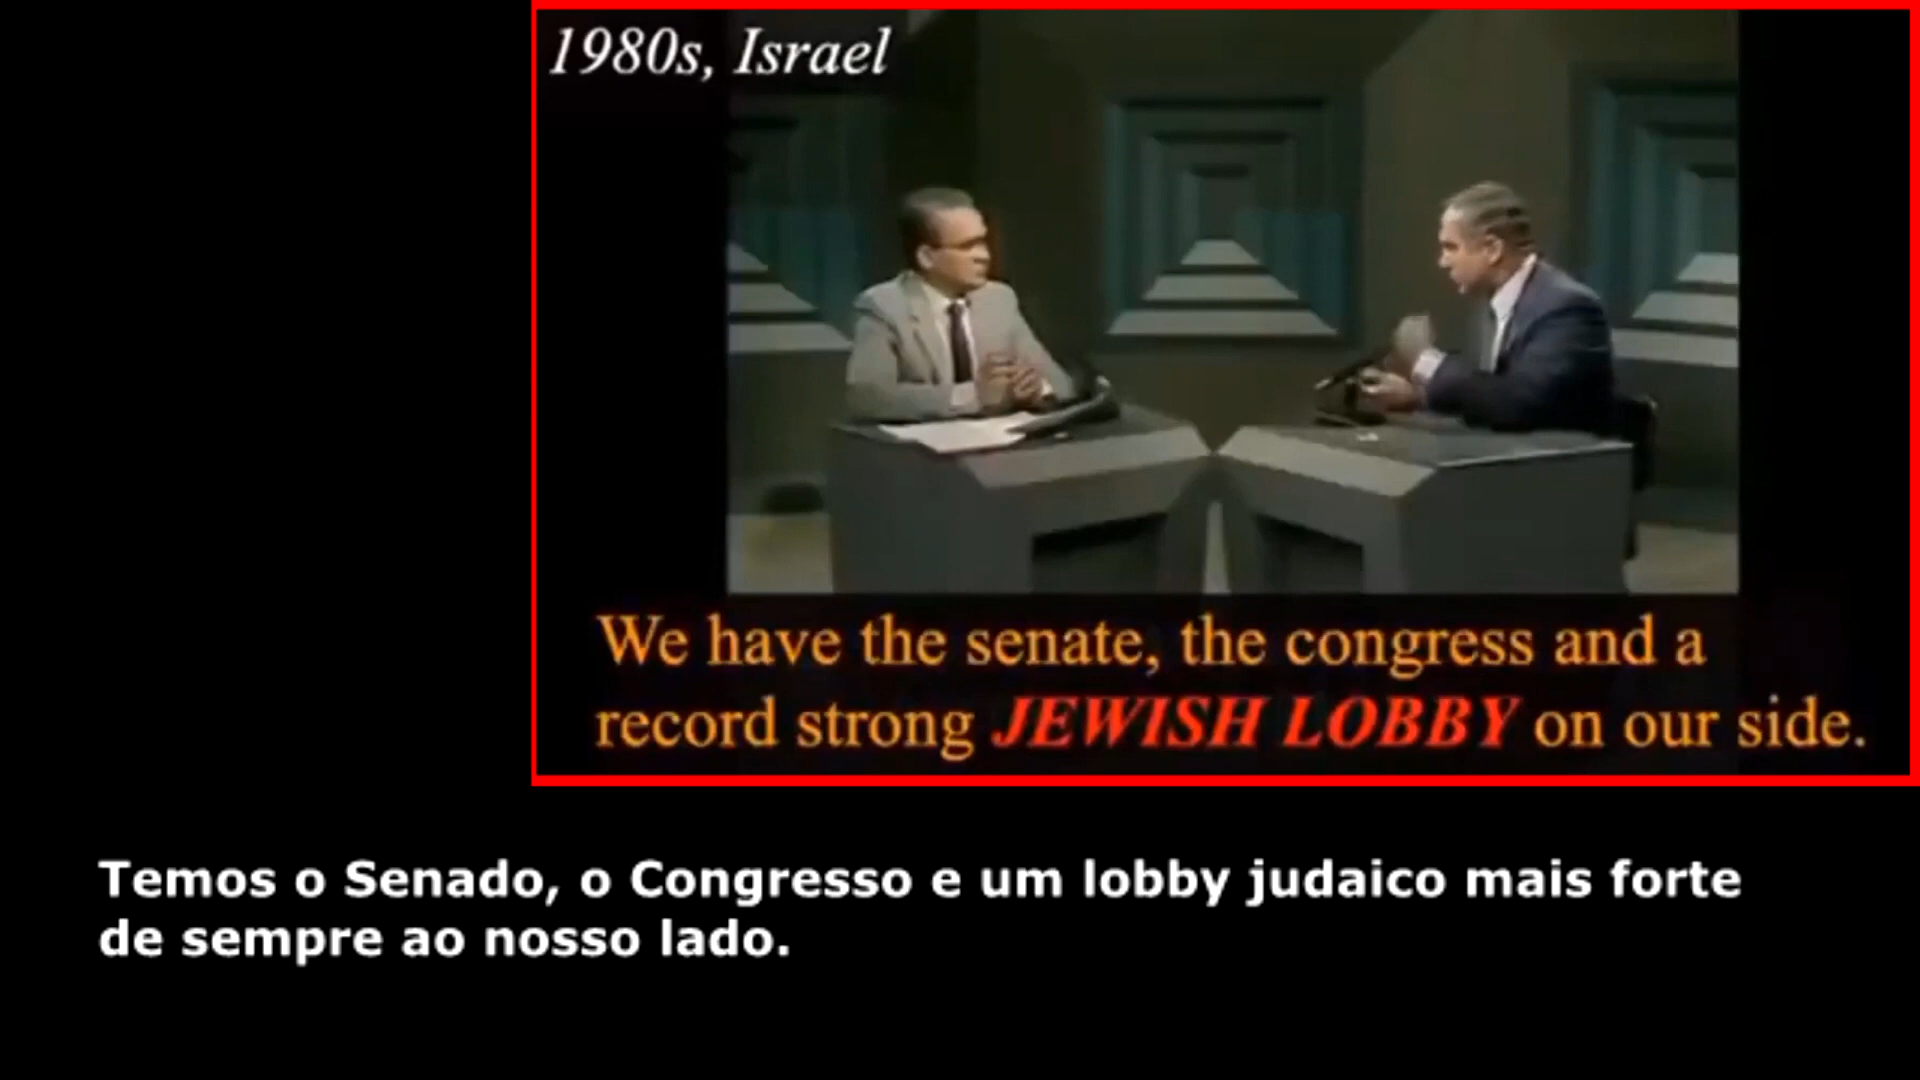 1980s, Israel
We have the senate, the congress and a
record strong JEWISH LOBBY on our side.
Temos o Senado, o Congresso e um lobby judaico mais forte
de sempre ao nosso lado.